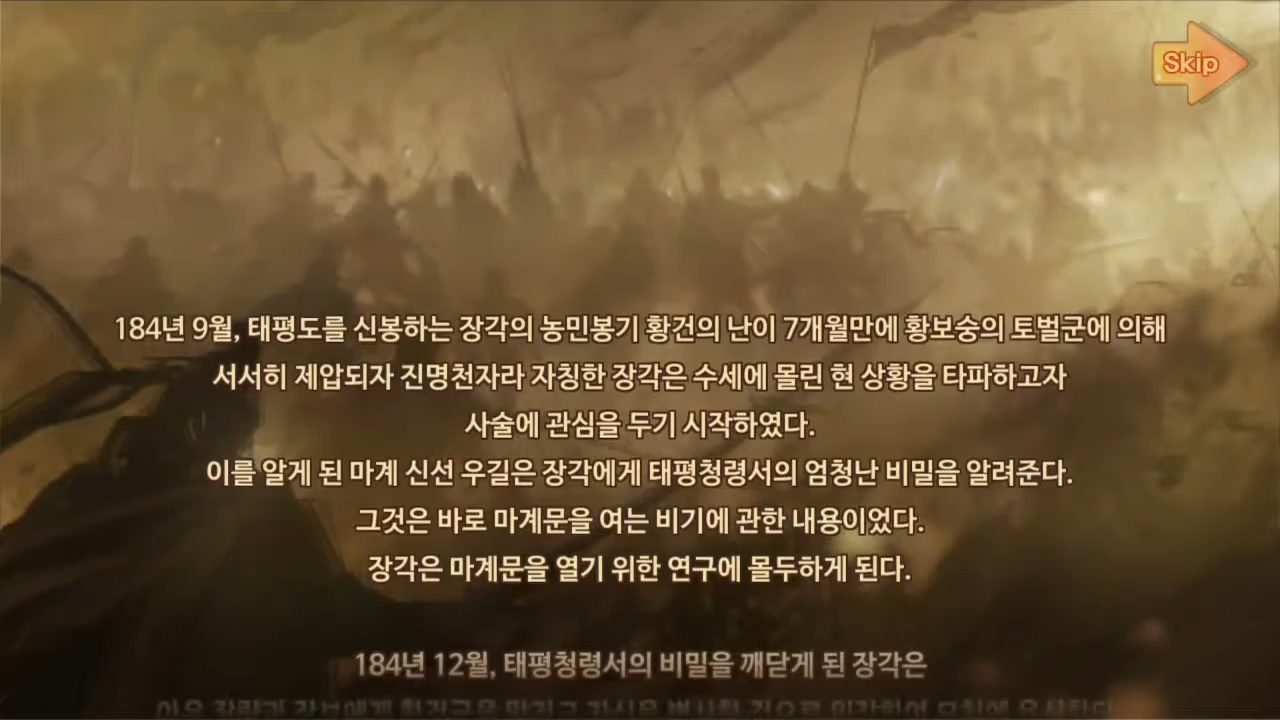 Skip
184년 9월, 태평도를 신봉하는 장각의 농민봉기 황건의 난이 7개월만에 황보숭의 토벌군에 의해
서서히 제압되자 진명천자라 자칭한 장각은 수세에 몰린 현 상황을 타파하고자
사술에 관심을 두기 시작하였다.
이를 알게 된 마계 신선 우길은 장각에게 태평청령서의 엄청난 비밀을 알려준다.
그것은 바로 마계문을 여는 비기에 관한 내용이었다.
장각은 마계문을 열기 위한 연구에 몰두하게 된다.
184년 12월, 태평청령서의 비밀을 깨닫게 된 장각은